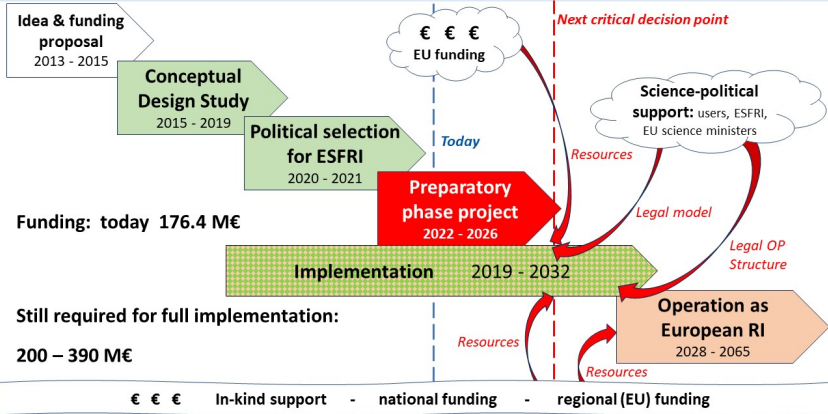 Idea & funding
proposal
2013 - 2015
Conceptual
Design Study
2015 - 2019
Political selection
for ESFRI
2020 - 2021
€ € €
EU funding
Next critical decision point
Science-political
support: users, ESFRI,
EU science ministers
Today
Resources
Preparatory
phase project
2022 - 2026
Legal model
Legal OP
Structure
Funding: today 176.4 M€
Implementation 2019 - 2032
Still required for full implementation:
200 – 390 M€
Operation as
European RI
2028 - 2065
Resources
Resources
€ € € In-kind support - national funding - regional (EU) funding